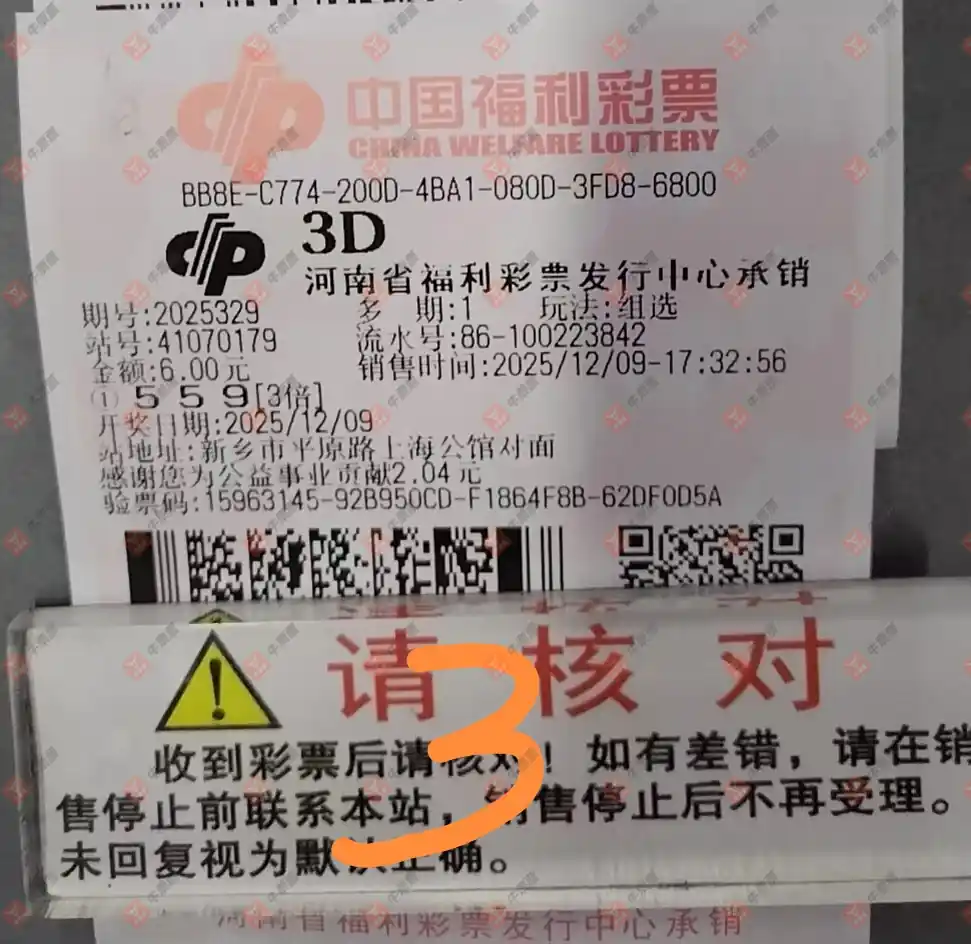 中国福利彩票
CHINA WELFARE LOTTERY
BB8E-C774-200D-4BA1-080D-3FD8-6800
3D
河南省福利彩票发行中心承销
期号:2025329 多 期:1 玩法:组选
站号:41070179 流水号:86-100223842
金额:6.00元 销售时间:2025/12/09-17:32:56
① 5 5 9[3倍]
开奖日期:2025/12/09
站地址:新乡市平原路上海公馆对面
感谢您为公益事业贡献2.04元
验票码:15963145-92B950CD-F1864F8B-62DF0D5A
请 核 对
3
收到彩票后请核对！如有差错，请在销
售停止前联系本站，销售停止后不再受理。
未回复视为默认正确。
河南省福利彩票发行中心承销